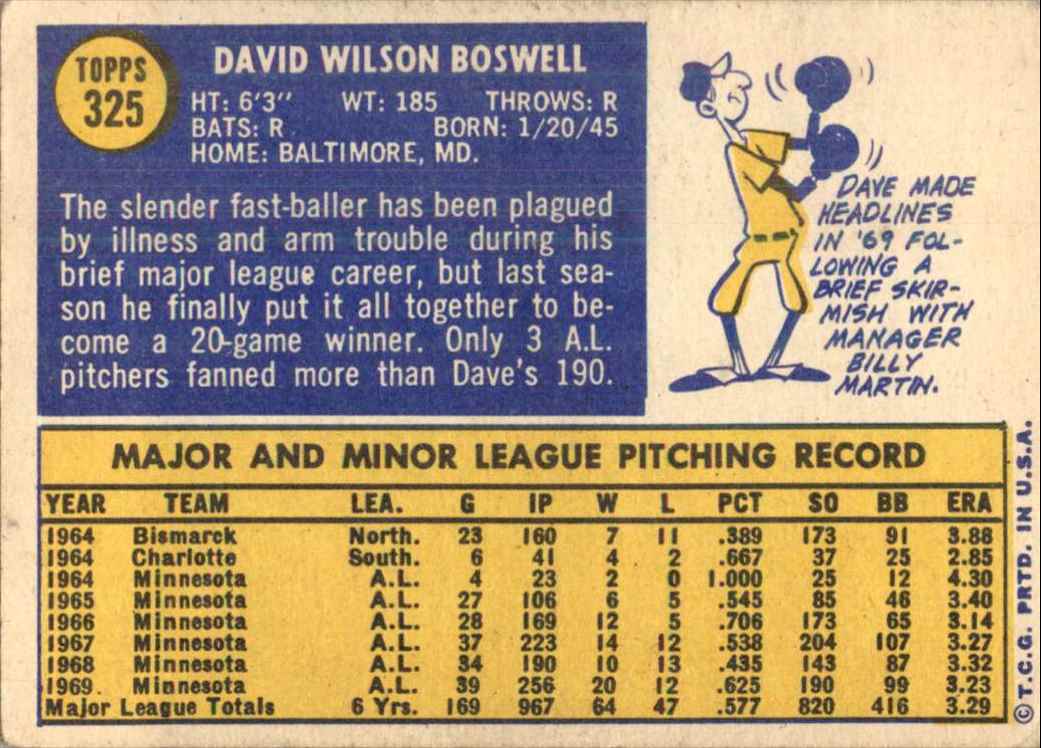 TOPPS
325
DAVID WILSON BOSWELL
HT: 6'3" WT: 185 THROWS: R
BATS: R BORN: 1/20/45
HOME: BALTIMORE, MD.
The slender fast-baller has been plagued
by illness and arm trouble during his
brief major league career, but last sea-
son he finally put it all together to be-
come a 20-game winner. Only 3 A.L.
pitchers fanned more than Dave's 190.
DAVE MADE
HEADLINES
IN '69 FOL-
LOWING A
BRIEF SKIR-
MISH WITH
MANAGER
BILLY
MARTIN.
MAJOR AND MINOR LEAGUE PITCHING RECORD
YEAR TEAM LEA. G IP W L PCT SO BB ERA
1964 Bismarck North. 23 160 7 11 .389 173 91 3.88
1964 Charlotte South. 6 41 4 2 .667 37 25 2.85
1964 Minnesota A.L. 4 23 2 0 1.000 25 12 4.30
1965 Minnesota A.L. 27 106 6 5 .545 85 46 3.40
1966 Minnesota A.L. 28 169 12 5 .706 173 65 3.14
1967 Minnesota A.L. 37 223 14 12 .538 204 107 3.27
1968 Minnesota A.L. 34 190 10 13 .435 143 87 3.32
1969. Minnesota A.L. 39 256 20 12 .625 190 99 3.23
Major League Totals 6 Yrs. 169 967 64 47 .577 820 416 3.29
© T.C.G. PRTD. IN U.S.A.